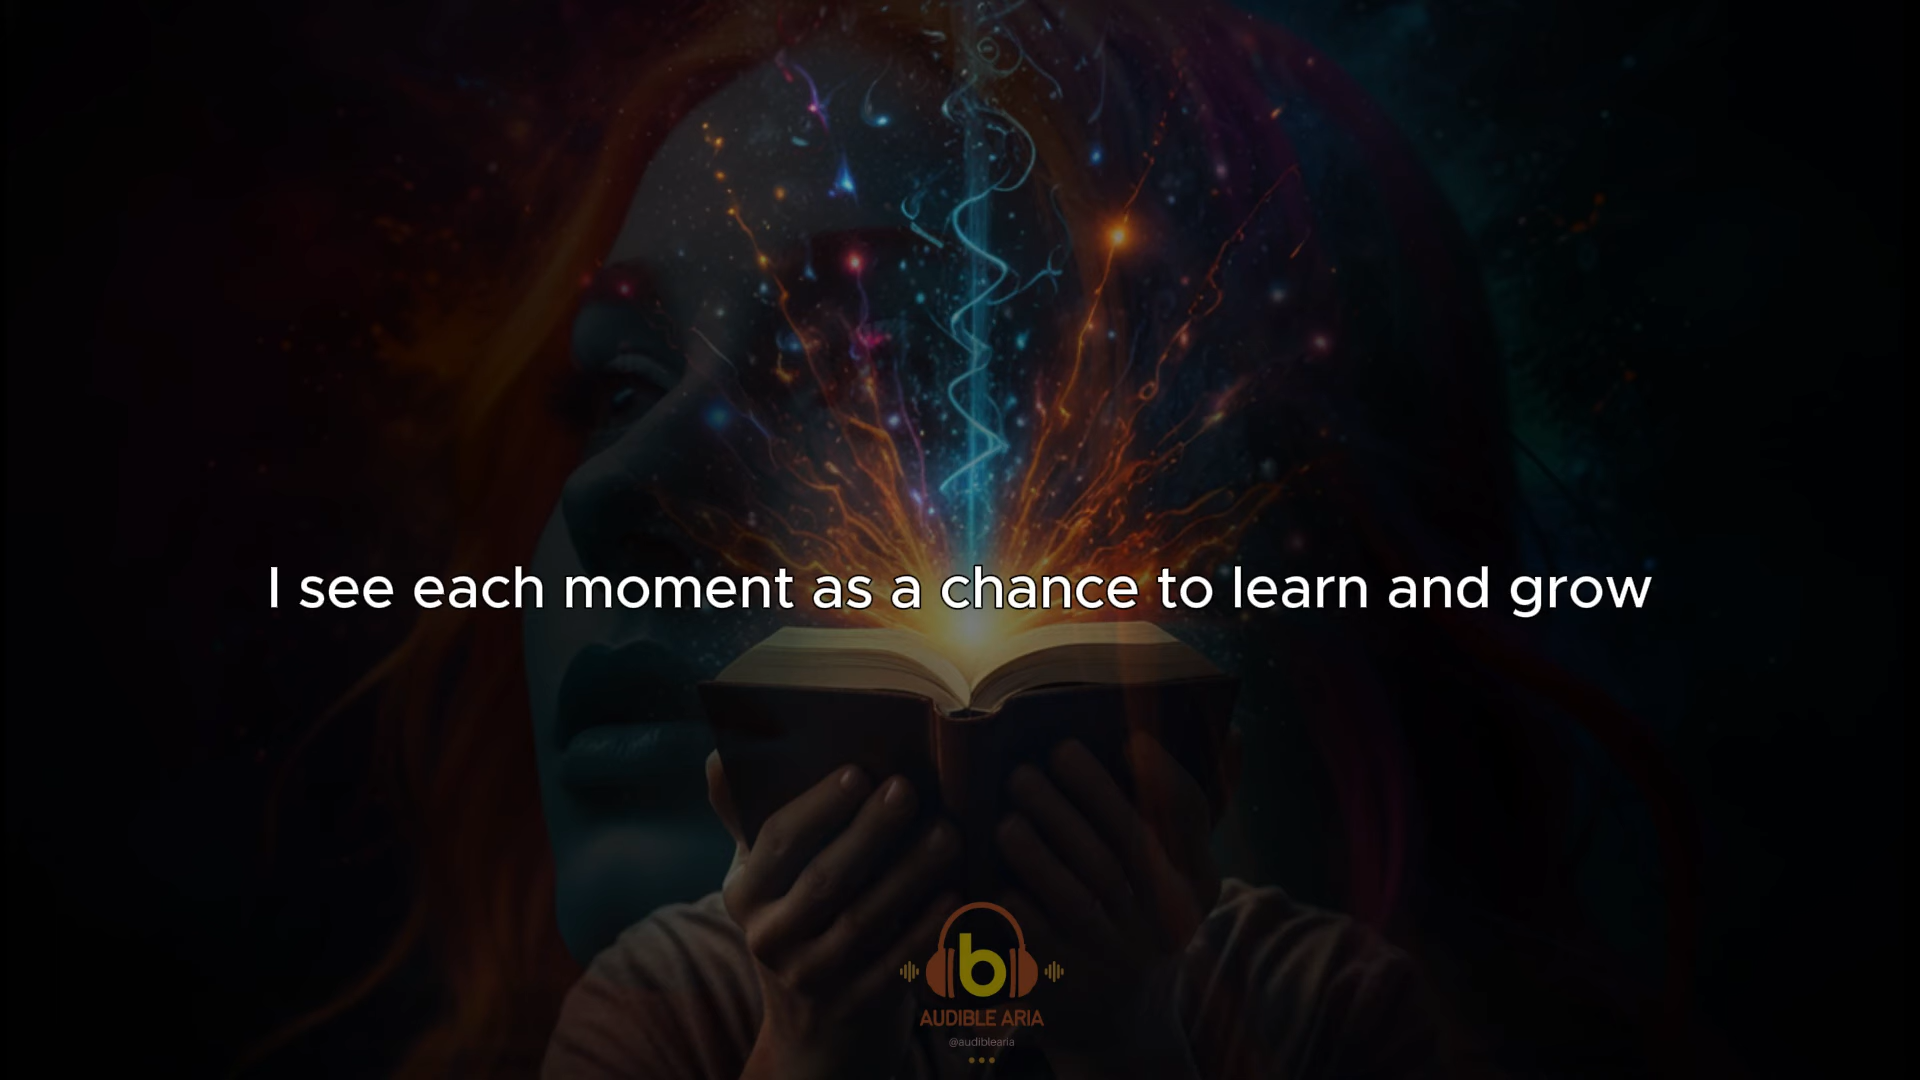 I see each moment as a chance to learn and grow
b
AUDIBLE ARIA
@audiblearia